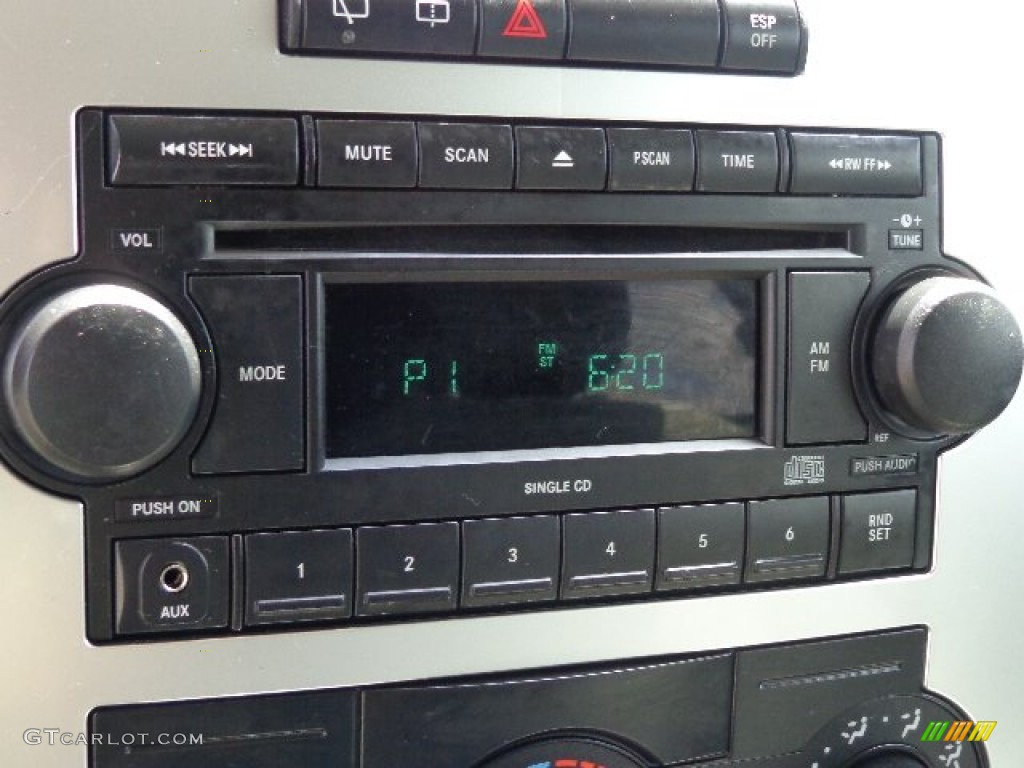 ESP
OFF
SEEK
MUTE
SCAN
PSCAN
TIME
RW FF
VOL
TUNE
MODE
P1
FM
ST
6:20
AM
FM
REF
SINGLE CD
DISC
PUSH AUDIO
PUSH ON
1
2
3
4
5
6
RND
SET
AUX
GTCARLOT.COM